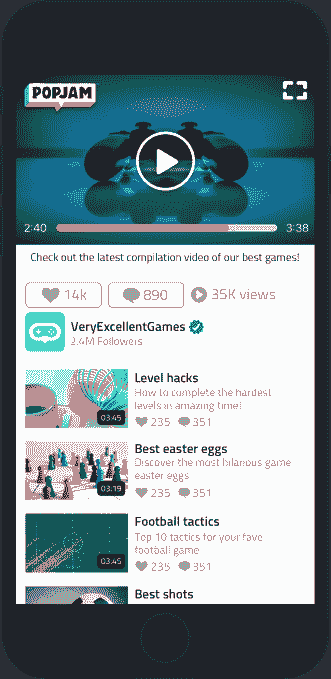 POPJAM
2:40
3:38
Check out the latest compilation video of our best games!
14k
890
35K views
VeryExcellentGames
2.4M Followers
Level hacks
How to complete the hardest
levels in amazing time!
03:45
235
351
Best easter eggs
Discover the most hilarious game
easter eggs
03:19
235
351
Football tactics
Top 10 tactics for your fave
football game
03:45
235
351
Best shots